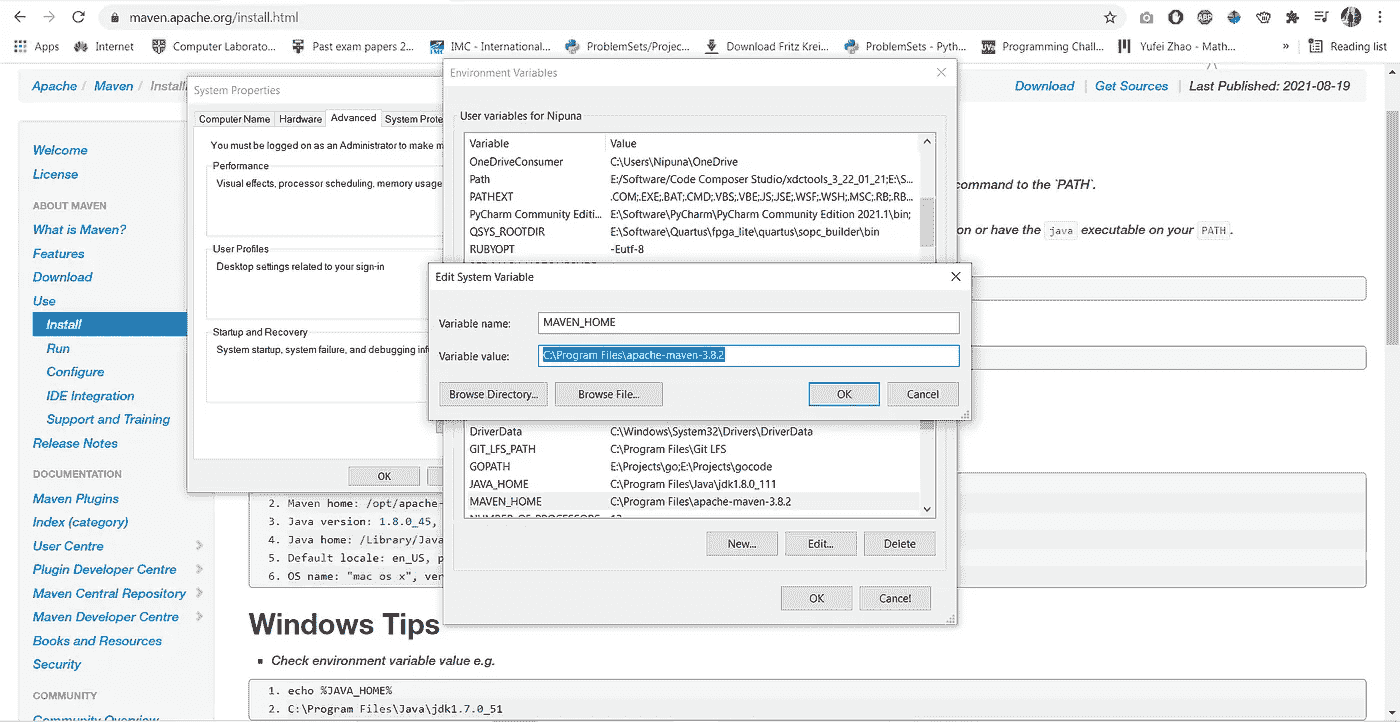 maven.apache.org/install.html
Apps Internet Computer Laborato... Past exam papers 2... IMC - International... ProblemSets/Projec... Download Fritz Krei... ProblemSets - Pyth... Programming Chall... Yufei Zhao - Math... » Reading list
Apache / Maven / Install
Download | Get Sources | Last Published: 2021-08-19
Welcome
License
ABOUT MAVEN
What is Maven?
Features
Download
Use
Install
Run
Configure
IDE Integration
Support and Training
Release Notes
DOCUMENTATION
Maven Plugins
Index (category)
User Centre
Plugin Developer Centre
Maven Central Repository
Maven Developer Centre
Books and Resources
Security
COMMUNITY
Community Overview
System Properties
Computer Name Hardware Advanced System Prote
You must be logged on as an Administrator to make m
Performance
Visual effects, processor scheduling, memory usage
User Profiles
Desktop settings related to your sign-in
Startup and Recovery
System startup, system failure, and debugging inf
OK
Environment Variables
User variables for Nipuna
Variable Value
OneDriveConsumer C:\Users\Nipuna\OneDrive
Path E:/Software/Code Composer Studio/xdctools_3_22_01_21;E:\S...
PATHEXT .COM;.EXE;.BAT;.CMD;.VBS;.VBE;.JS;.JSE;.WSF;.WSH;.MSC;.RB;.RB...
PyCharm Community Editi... E:\Software\PyCharm\PyCharm Community Edition 2021.1\bin;
QSYS_ROOTDIR E:\Software\Quartus\fpga_lite\quartus\sopc_builder\bin
RUBYOPT -Eutf-8
Edit System Variable
Variable name: MAVEN_HOME
Variable value: C:\Program Files\apache-maven-3.8.2
Browse Directory... Browse File... OK Cancel
DriverData C:\Windows\System32\Drivers\DriverData
GIT_LFS_PATH C:\Program Files\Git LFS
GOPATH E:\Projects\go;E:\Projects\gocode
JAVA_HOME C:\Program Files\Java\jdk1.8.0_111
MAVEN_HOME C:\Program Files\apache-maven-3.8.2
NUMBER_OF_PROCESSORS 12
New... Edit... Delete
OK Cancel
command to the `PATH`.
on or have the java executable on your PATH .
2. Maven home: /opt/apache-
3. Java version: 1.8.0_45,
4. Java home: /Library/Java
5. Default locale: en_US, p
6. OS name: "mac os x", ver
Windows Tips
▪ Check environment variable value e.g.
1. echo %JAVA_HOME%
2. C:\Program Files\Java\jdk1.7.0_51